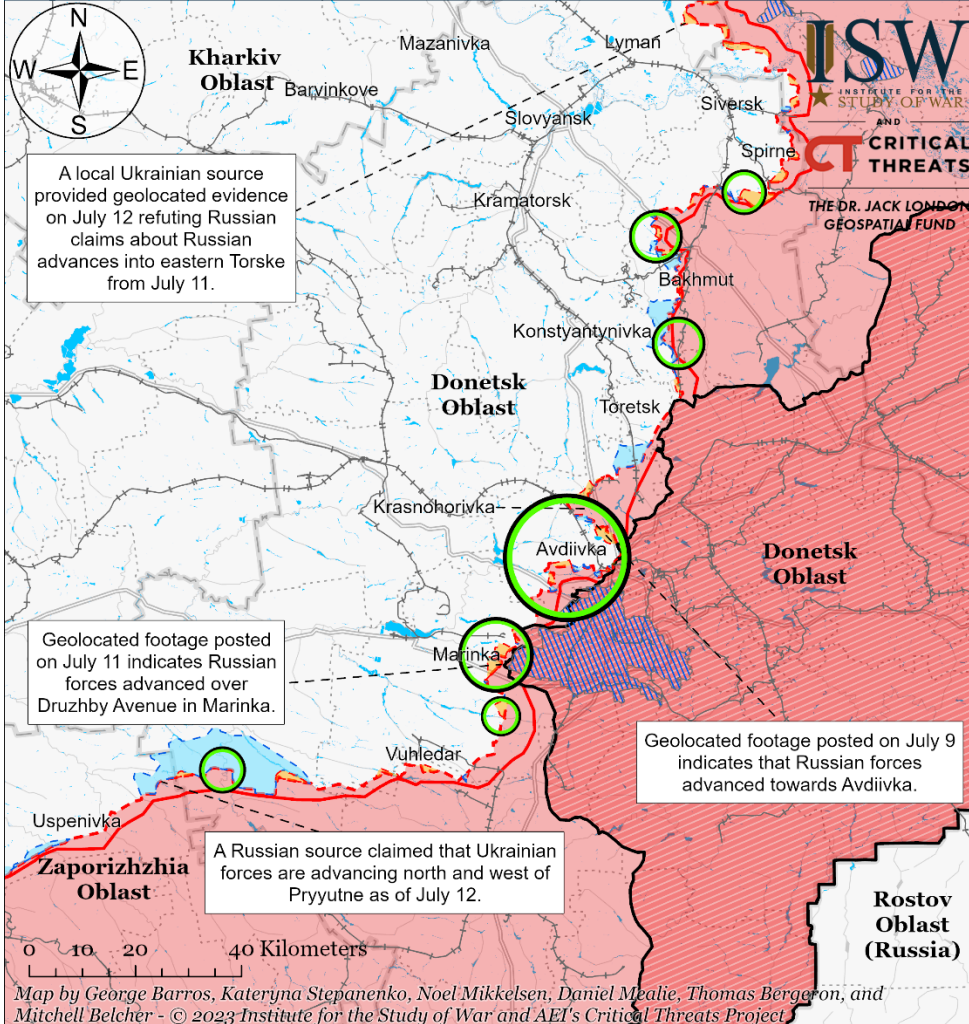 N
W
E
S
Kharkiv
Oblast
Mazanivka
Lyman
Barvinkove
Slovyansk
Siversk
Spirne
ISW
INSTITUTE FOR THE
STUDY OF WAR
AND
CT CRITICAL
THREATS
THE DR. JACK LONDON
GEOSPATIAL FUND
A local Ukrainian source
provided geolocated evidence
on July 12 refuting Russian
claims about Russian
advances into eastern Torske
from July 11.
Kramatorsk
Bakhmut
Konstyantynivka
Donetsk
Oblast
Toretsk
Krasnohorivka
Avdiivka
Donetsk
Oblast
Geolocated footage posted
on July 11 indicates Russian
forces advanced over
Druzhby Avenue in Marinka.
Marinka
Vuhledar
Geolocated footage posted on July 9
indicates that Russian forces
advanced towards Avdiivka.
Uspenivka
Zaporizhzhia
Oblast
A Russian source claimed that Ukrainian
forces are advancing north and west of
Pryyutne as of July 12.
Rostov
Oblast
(Russia)
0 10 20 40 Kilometers
Map by George Barros, Kateryna Stepanenko, Noel Mikkelsen, Daniel Mealie, Thomas Bergeron, and
Mitchell Belcher - © 2023 Institute for the Study of War and AEI's Critical Threats Project